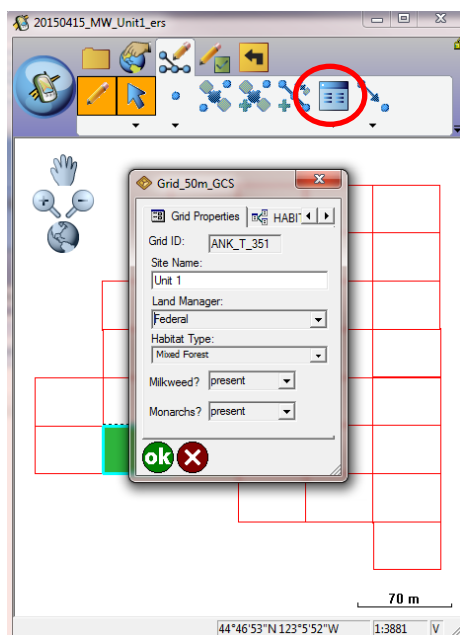 20150415_MW_Unit1_ers
Grid_50m_GCS
Grid Properties HABI
Grid ID: ANK_T_351
Site Name:
Unit 1
Land Manager:
Federal
Habitat Type:
Mixed Forest
Milkweed? present
Monarchs? present
ok
70 m
44°46'53"N 123°5'52"W 1:3881 V